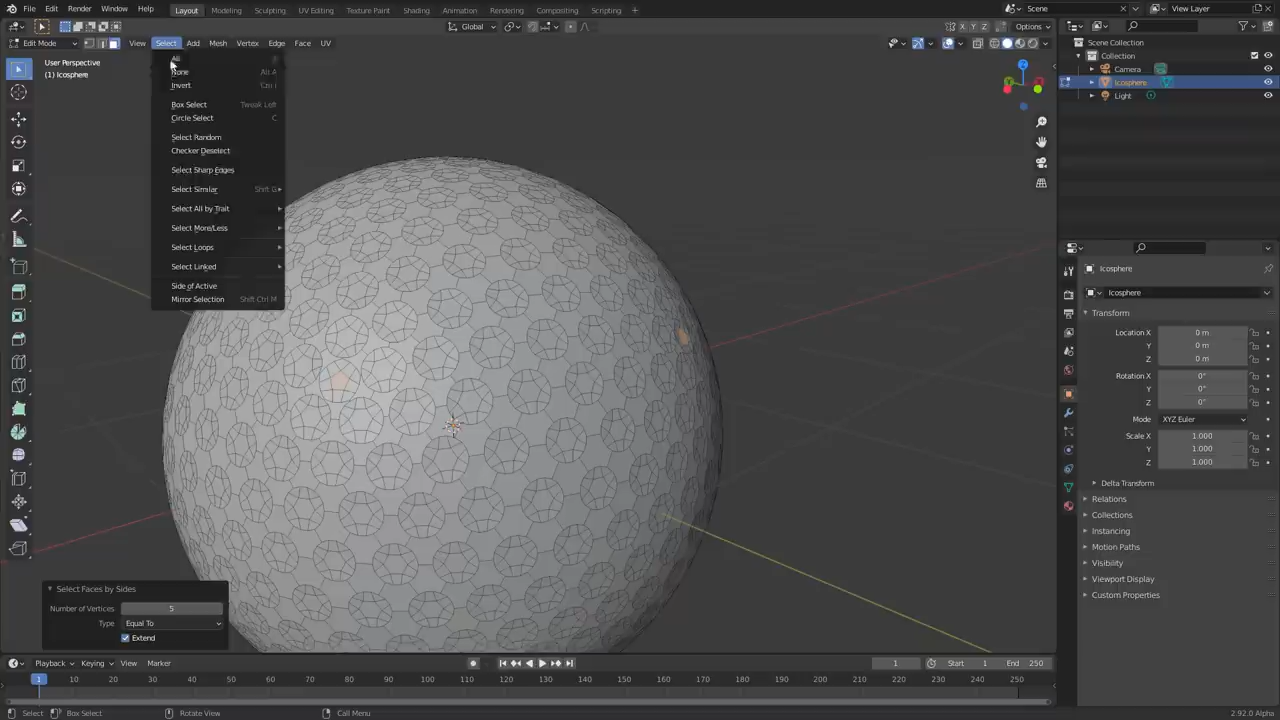 File Edit Render Window Help Layout Modeling Sculpting UV Editing Texture Paint Shading Animation Rendering Compositing Scripting + Scene View Layer
Global X Y Z Options
Edit Mode View Select Add Mesh Vertex Edge Face UV
User Perspective
(1) Icosphere
All A
None Alt A
Invert Ctrl I
Box Select Tweak Left
Circle Select C
Select Random
Checker Deselect
Select Sharp Edges
Select Similar Shift G
Select All by Trait
Select More/Less
Select Loops
Select Linked
Side of Active
Mirror Selection Shift Ctrl M
Select Faces by Sides
Number of Vertices 5
Type Equal To
Extend
Scene Collection
Collection
Camera
Icosphere
Light
Icosphere
Icosphere
Transform
Location X 0 m
Y 0 m
Z 0 m
Rotation X 0°
Y 0°
Z 0°
Mode XYZ Euler
Scale X 1.000
Y 1.000
Z 1.000
Delta Transform
Relations
Collections
Instancing
Motion Paths
Visibility
Viewport Display
Custom Properties
Playback Keying View Marker 1 Start 1 End 250
1 10 20 30 40 50 60 70 80 90 100 110 120 130 140 150 160 170 180 190 200 210 220 230 240 250
Select Box Select Rotate View Call Menu 2.92.0 Alpha